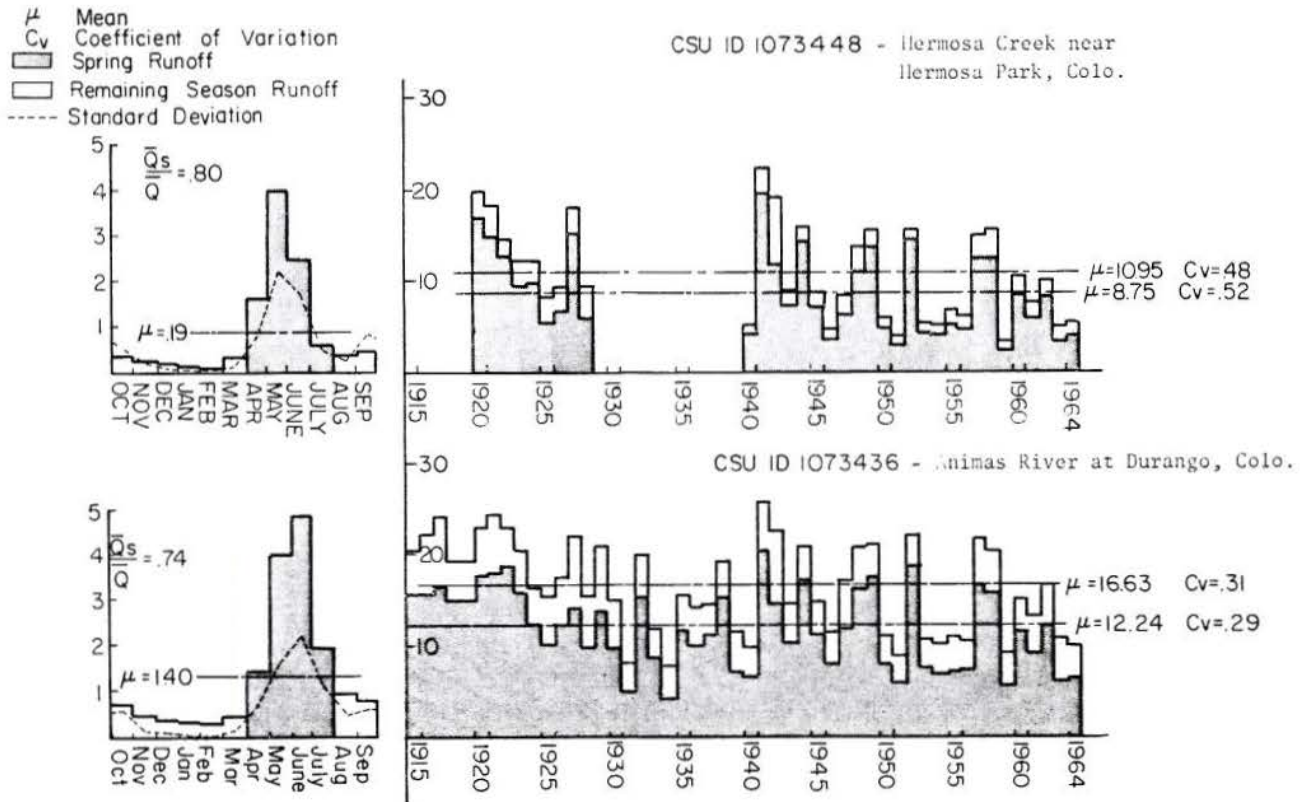 μ Mean
Cv Coefficient of Variation
Spring Runoff
Remaining Season Runoff
Standard Deviation
CSU ID 1073448 - Hermosa Creek near
Hermosa Park, Colo.
5
4
3
2
1
Q̄s
Q̄ = .80
μ = .19
OCT NOV DEC JAN FEB MAR APR MAY JUNE JULY AUG SEP
30
20
10
μ=1095 Cv=.48
μ=8.75 Cv=.52
1915 1920 1925 1930 1935 1940 1945 1950 1955 1960 1964
CSU ID 1073436 - Animas River at Durango, Colo.
5
4
3
2
1
Q̄s
Q̄ = .74
μ = 140
Oct Nov Dec Jan Feb Mar Apr May June July Aug Sep
30
20
10
μ=16.63 Cv=.31
μ=12.24 Cv=.29
1915 1920 1925 1930 1935 1940 1945 1950 1955 1960 1964